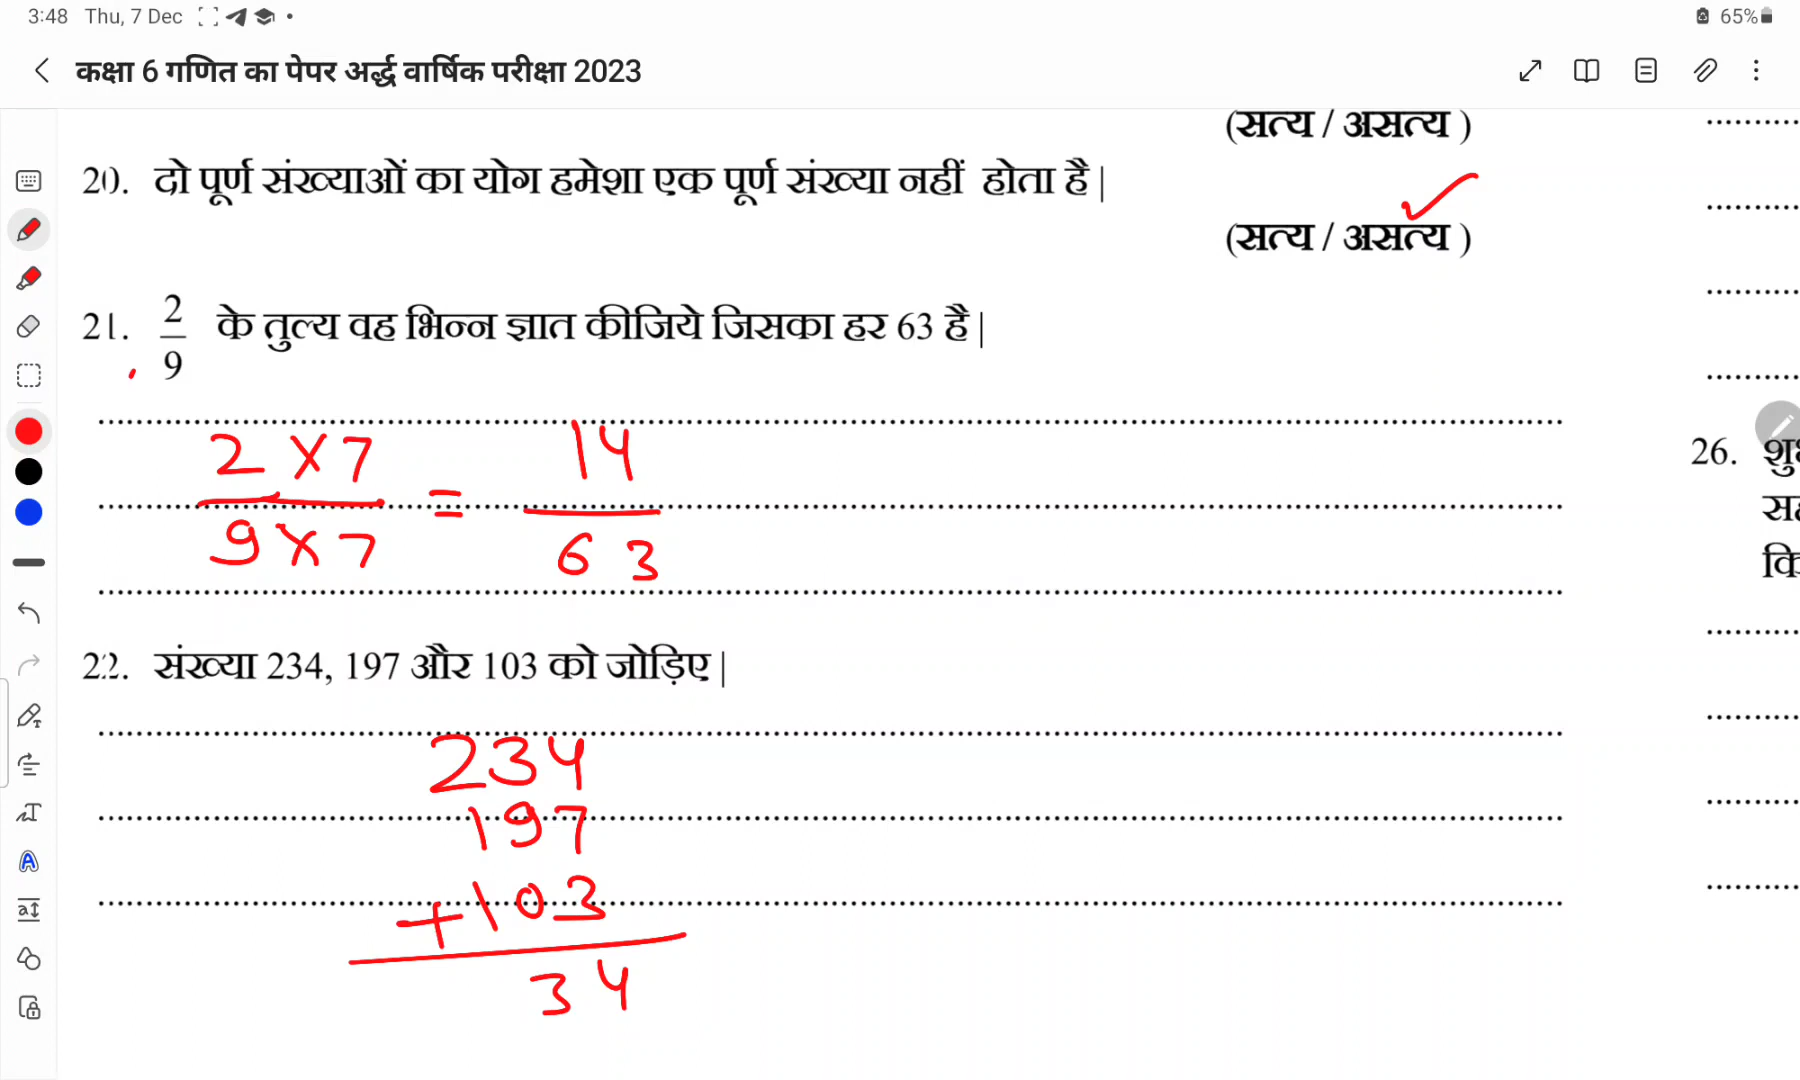 3:48 Thu, 7 Dec
65%
कक्षा 6 गणित का पेपर अर्द्ध वार्षिक परीक्षा 2023
(सत्य / असत्य )
20. दो पूर्ण संख्याओं का योग हमेशा एक पूर्ण संख्या नहीं होता है|
(सत्य / असत्य )
21. 2/9 के तुल्य वह भिन्न ज्ञात कीजिये जिसका हर 63 है|
2 × 7 / 9 × 7 = 14 / 63
22. संख्या 234, 197 और 103 को जोड़िए|
234
197
+ 103
34
26.